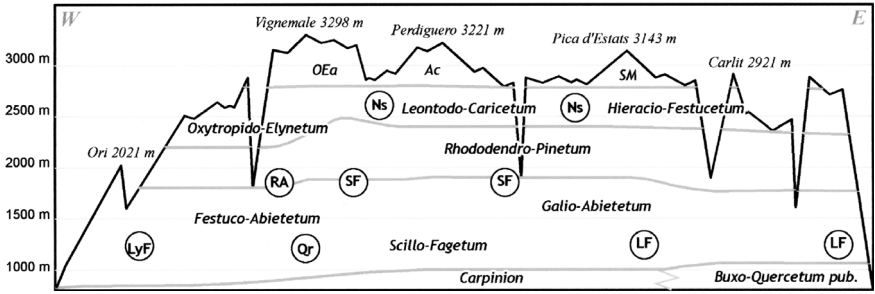 W
E
Vignemale 3298 m
Perdiguero 3221 m
Pica d'Estats 3143 m
3000 m
OEa
Ac
SM
Carlit 2921 m
2500 m
Ns
Leontodo-Caricetum
Ns
Hieracio-Festucetum
Oxytropido-Elynetum
Ori 2021 m
Rhododendro-Pinetum
2000 m
RA
SF
SF
1500 m
Festuco-Abietetum
Galio-Abietetum
LyF
Qr
Scillo-Fagetum
LF
LF
1000 m
Carpinion
Buxo-Quercetum pub.